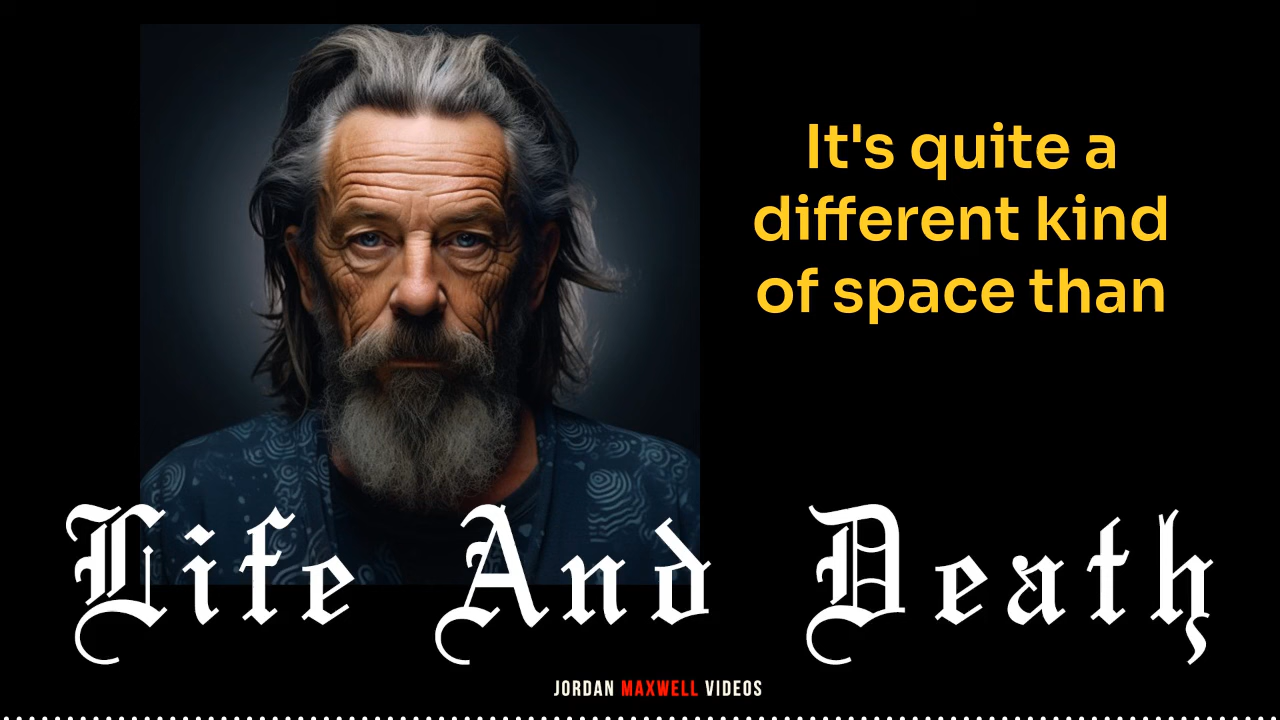 It's quite a
different kind
of space than
Life And Death
JORDAN MAXWELL VIDEOS